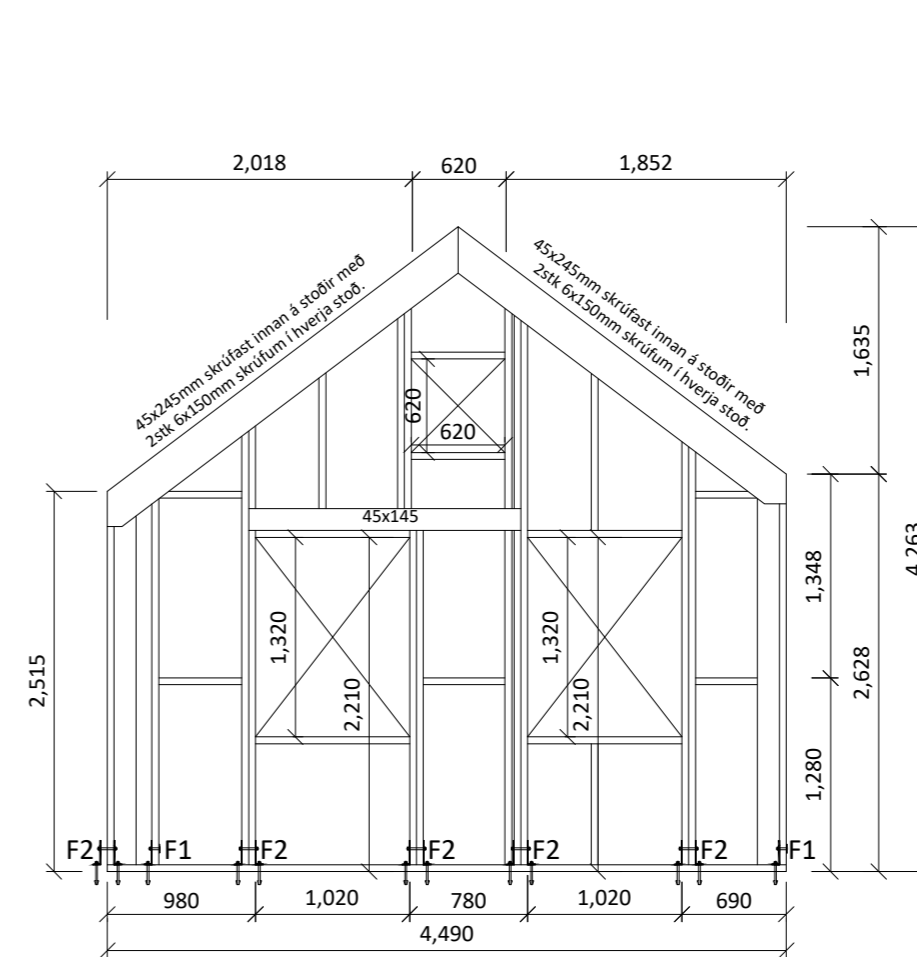 2,018
620
1,852
45x245mm skrúfast innan á stoðir með
2stk 6x150mm skrúfum í hverja stoð.
45x245mm skrúfast innan á stoðir með
2stk 6x150mm skrúfum í hverja stoð.
1,635
620
620
45x145
4,263
1,348
2,628
1,320
2,210
1,320
2,210
2,515
1,280
F2
F1
F2
F2
F2
F2
F1
980
1,020
780
1,020
690
4,490